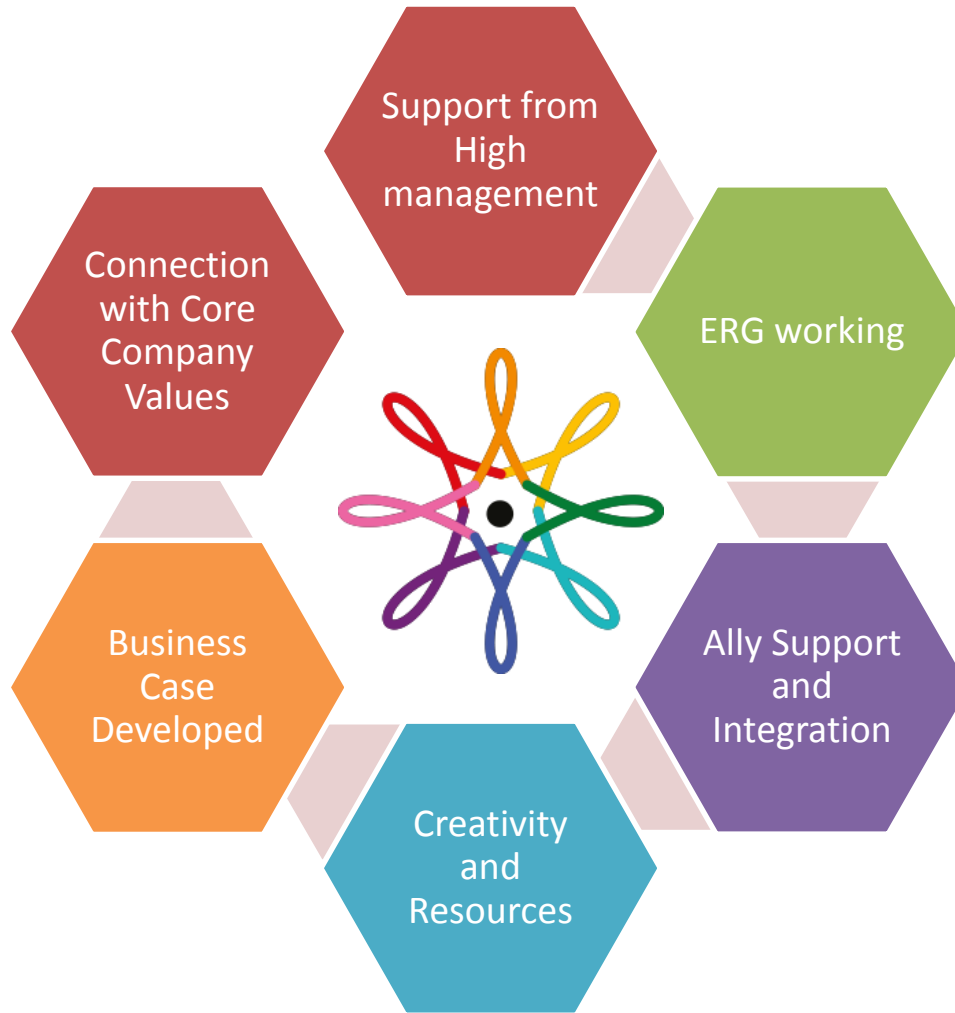 Support from
High
management
ERG working
Ally Support
and
Integration
Creativity
and
Resources
Business
Case
Developed
Connection
with Core
Company
Values